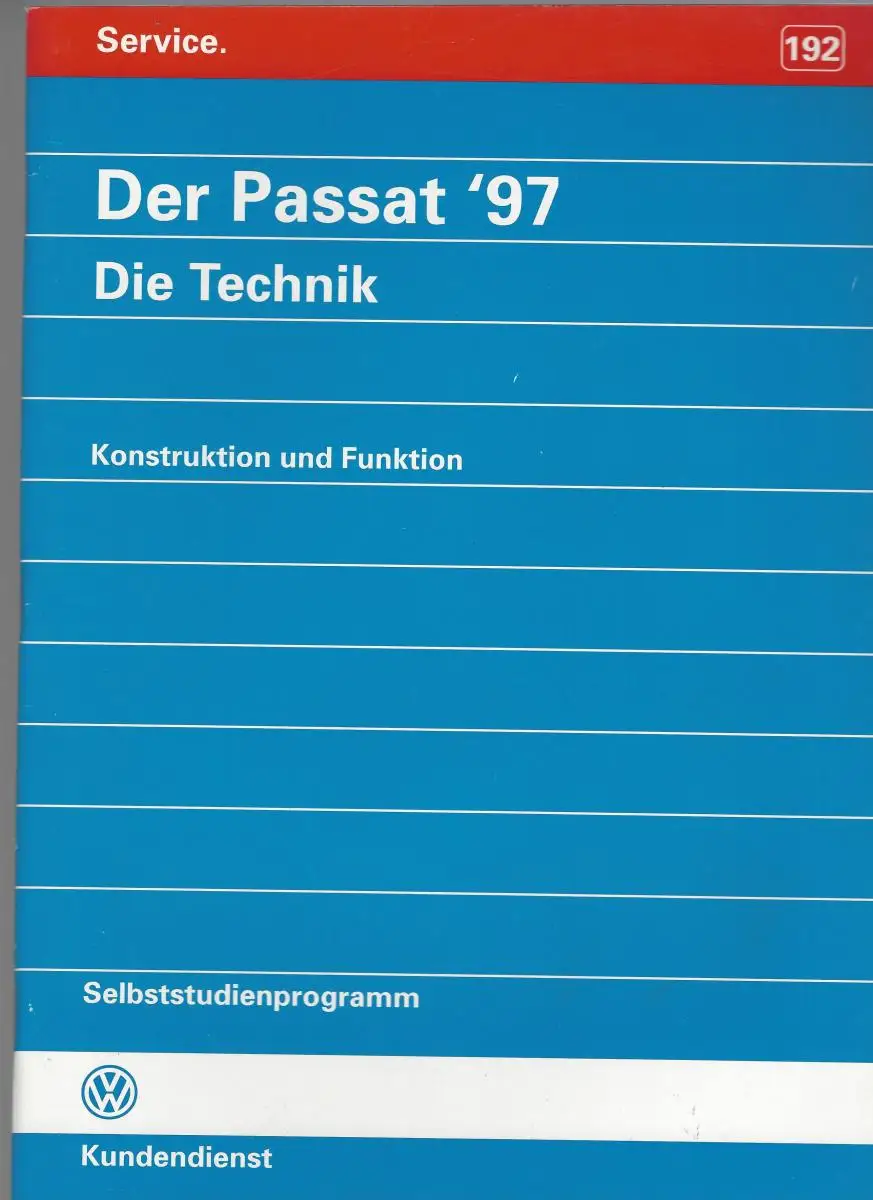 Service.
192
Der Passat '97
Die Technik
Konstruktion und Funktion
Selbststudienprogramm
VW
Kundendienst